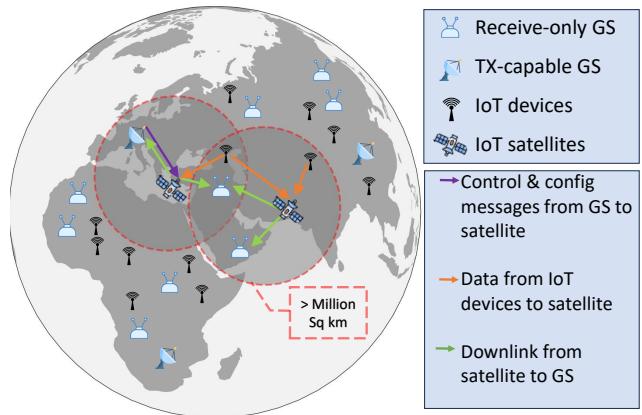 Receive-only GS
TX-capable GS
IoT devices
IoT satellites
Control & config
messages from GS to
satellite
Data from IoT
devices to satellite
Downlink from
satellite to GS
> Million
Sq km